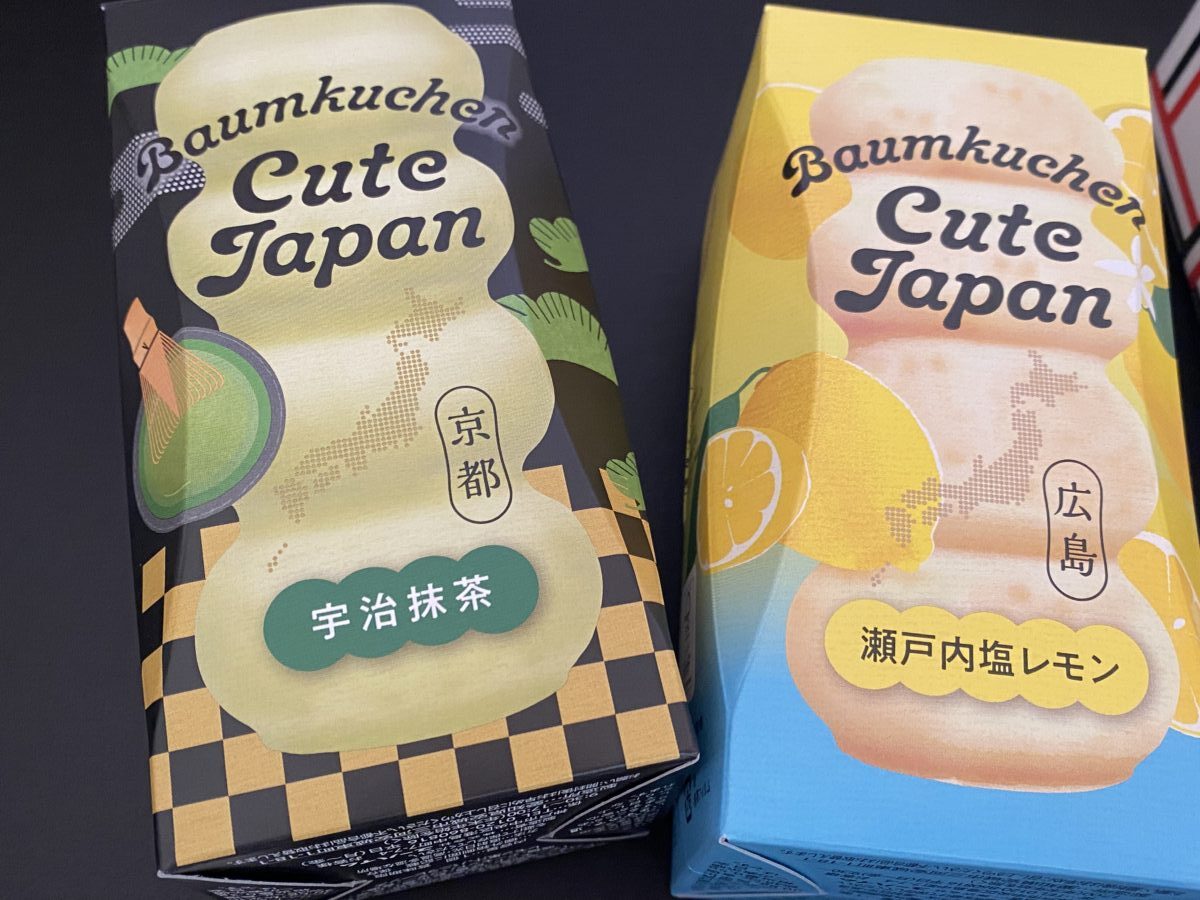 Baumkuchen
Cute
Japan
京都
宇治抹茶
Baumkuchen
Cute
Japan
広島
瀬戸内塩レモン